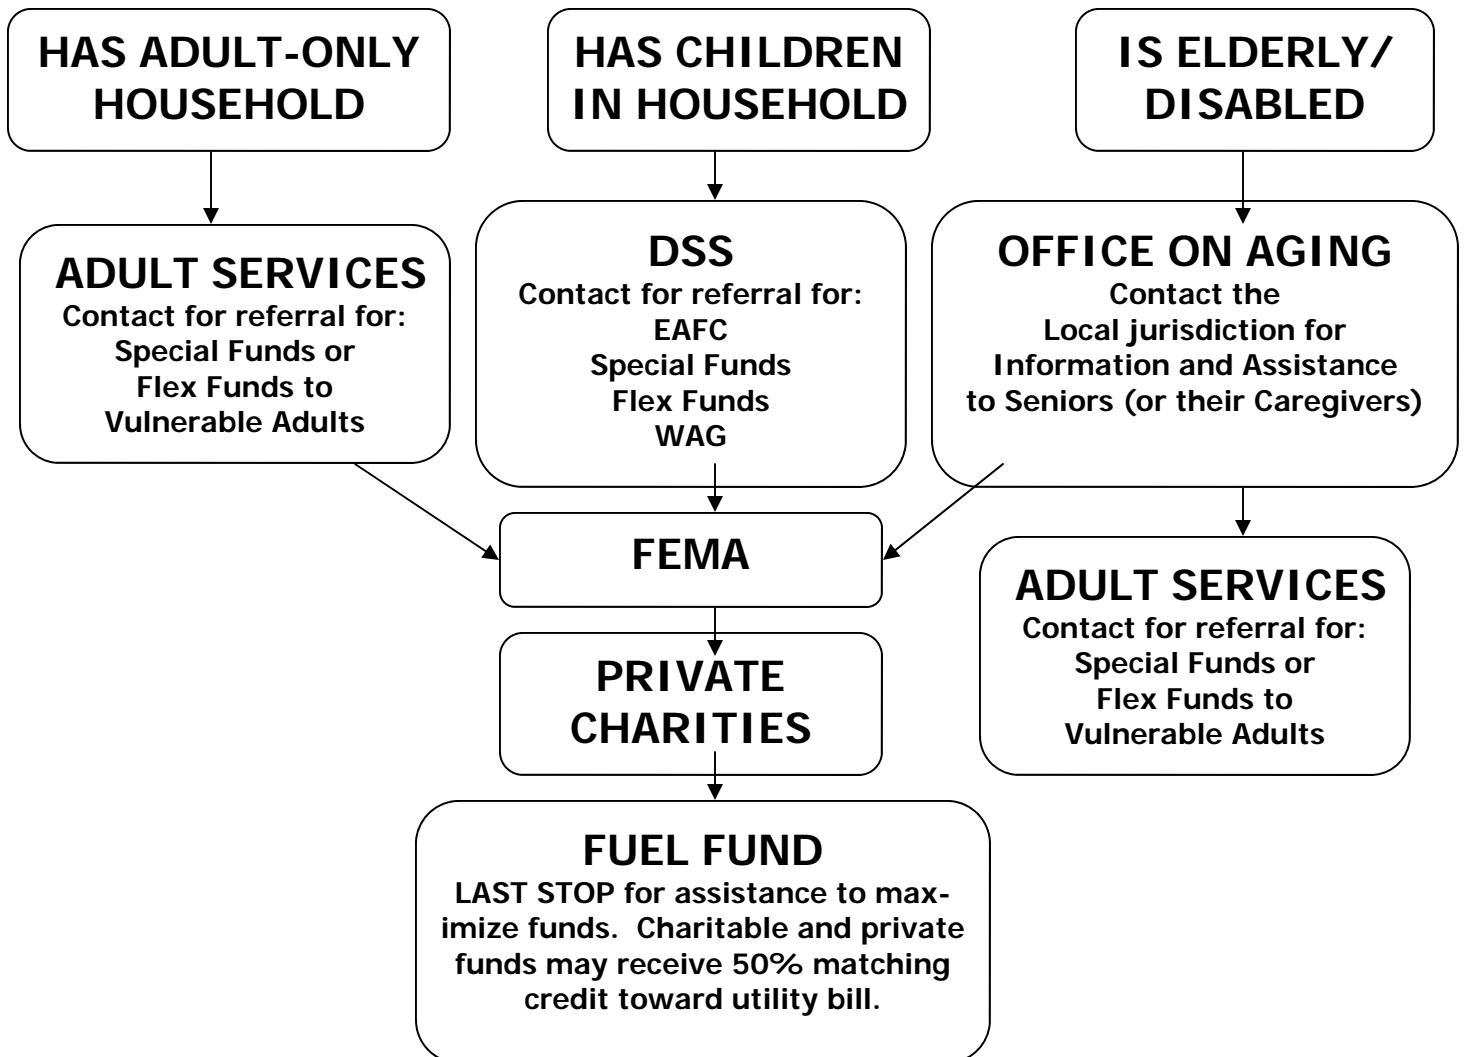 HAS ADULT-ONLY
HOUSEHOLD
HAS CHILDREN
IN HOUSEHOLD
IS ELDERLY/
DISABLED
ADULT SERVICES
Contact for referral for:
Special Funds or
Flex Funds to
Vulnerable Adults
DSS
Contact for referral for:
EAFC
Special Funds
Flex Funds
WAG
OFFICE ON AGING
Contact the
Local jurisdiction for
Information and Assistance
to Seniors (or their Caregivers)
FEMA
ADULT SERVICES
Contact for referral for:
Special Funds or
Flex Funds to
Vulnerable Adults
PRIVATE
CHARITIES
FUEL FUND
LAST STOP for assistance to max-
imize funds.  Charitable and private
funds may receive 50% matching
credit toward utility bill.